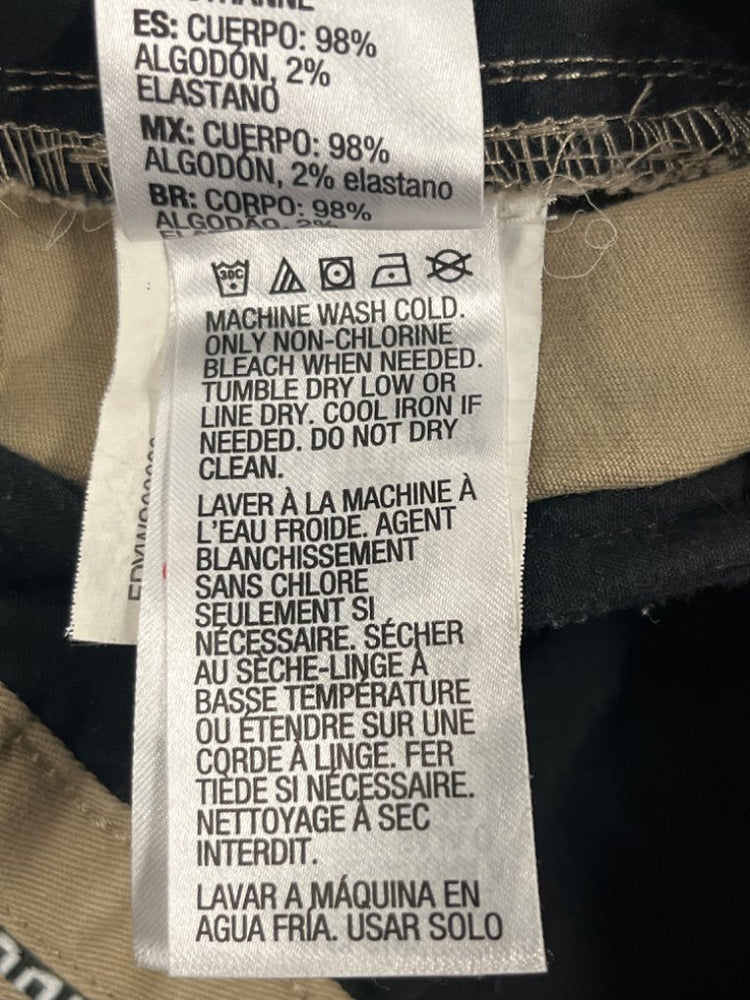 ES: CUERPO: 98%
ALGODÓN, 2%
ELASTANO
MX: CUERPO: 98%
ALGODÓN, 2% elastano
BR: CORPO: 98%
ALGODÃO, 2%
30C
MACHINE WASH COLD.
ONLY NON-CHLORINE
BLEACH WHEN NEEDED.
TUMBLE DRY LOW OR
LINE DRY. COOL IRON IF
NEEDED. DO NOT DRY
CLEAN.
LAVER À LA MACHINE À
L'EAU FROIDE. AGENT
BLANCHISSEMENT
SANS CHLORE
SEULEMENT SI
NÉCESSAIRE. SÉCHER
AU SÈCHE-LINGE À
BASSE TEMPÉRATURE
OU ÉTENDRE SUR UNE
CORDE À LINGE. FER
TIÈDE SI NÉCESSAIRE.
NETTOYAGE À SEC
INTERDIT.
LAVAR A MÁQUINA EN
AGUA FRÍA. USAR SOLO